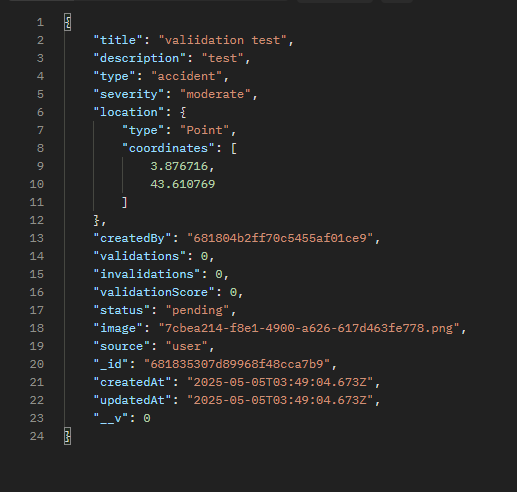 1 {
2 "title": "valiidation test",
3 "description": "test",
4 "type": "accident",
5 "severity": "moderate",
6 "location": {
7 "type": "Point",
8 "coordinates": [
9 3.876716,
10 43.610769
11 ]
12 },
13 "createdBy": "681804b2ff70c5455af01ce9",
14 "validations": 0,
15 "invalidations": 0,
16 "validationScore": 0,
17 "status": "pending",
18 "image": "7cbea214-f8e1-4900-a626-617d463fe778.png",
19 "source": "user",
20 "_id": "681835307d89968f48cca7b9",
21 "createdAt": "2025-05-05T03:49:04.673Z",
22 "updatedAt": "2025-05-05T03:49:04.673Z",
23 "__v": 0
24 }